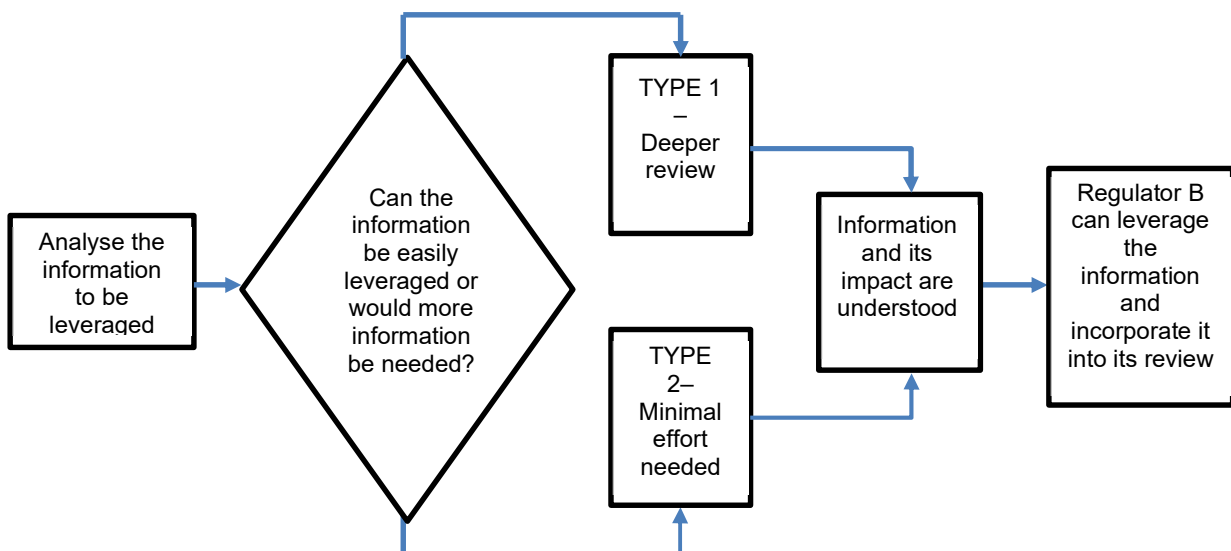 Analyse the
information
to be
leveraged
Can the
information
be easily
leveraged or
would more
information
be needed?
TYPE 1
–
Deeper
review
TYPE
2–
Minimal
effort
needed
Information
and its
impact are
understood
Regulator B
can leverage
the
information
and
incorporate it
into its review